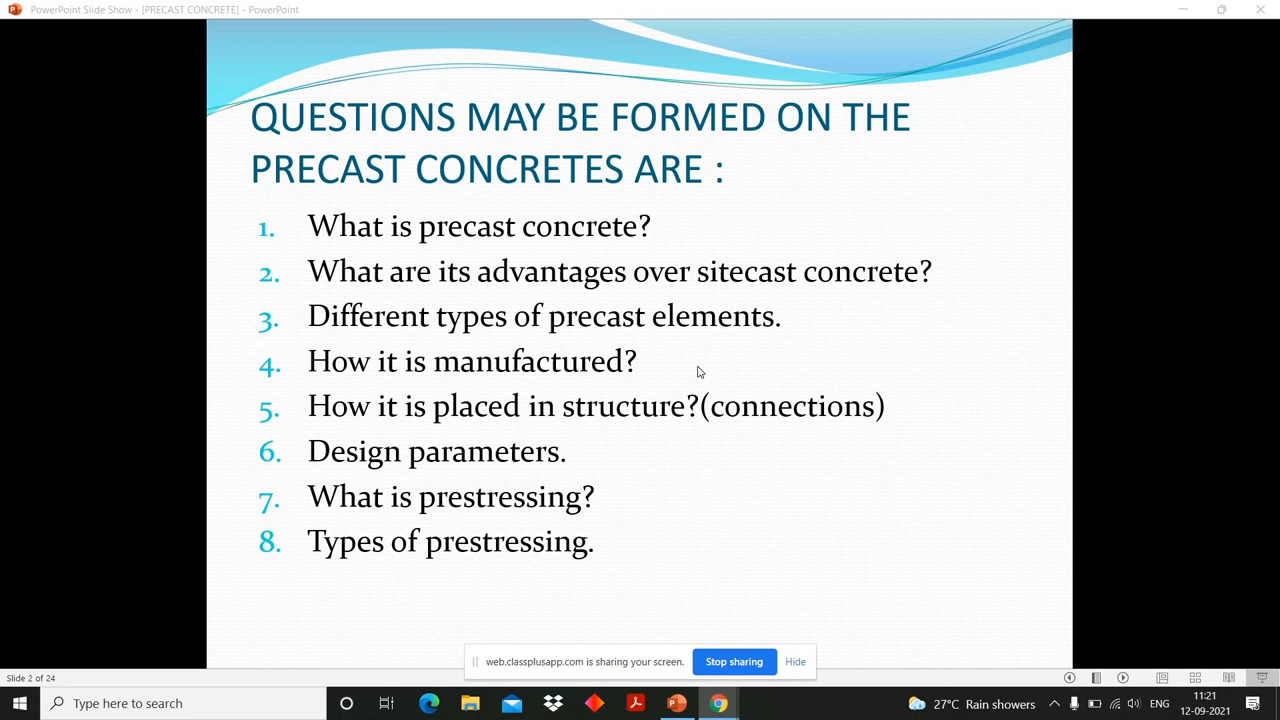 PowerPoint Slide Show - [PRECAST CONCRETE] - PowerPoint
QUESTIONS MAY BE FORMED ON THE
PRECAST CONCRETES ARE :
1. What is precast concrete?
2. What are its advantages over sitecast concrete?
3. Different types of precast elements.
4. How it is manufactured?
5. How it is placed in structure?(connections)
6. Design parameters.
7. What is prestressing?
8. Types of prestressing.
web.classplusapp.com is sharing your screen. Stop sharing Hide
Slide 2 of 24
Type here to search
27°C Rain showers
ENG
11:21
12-09-2021